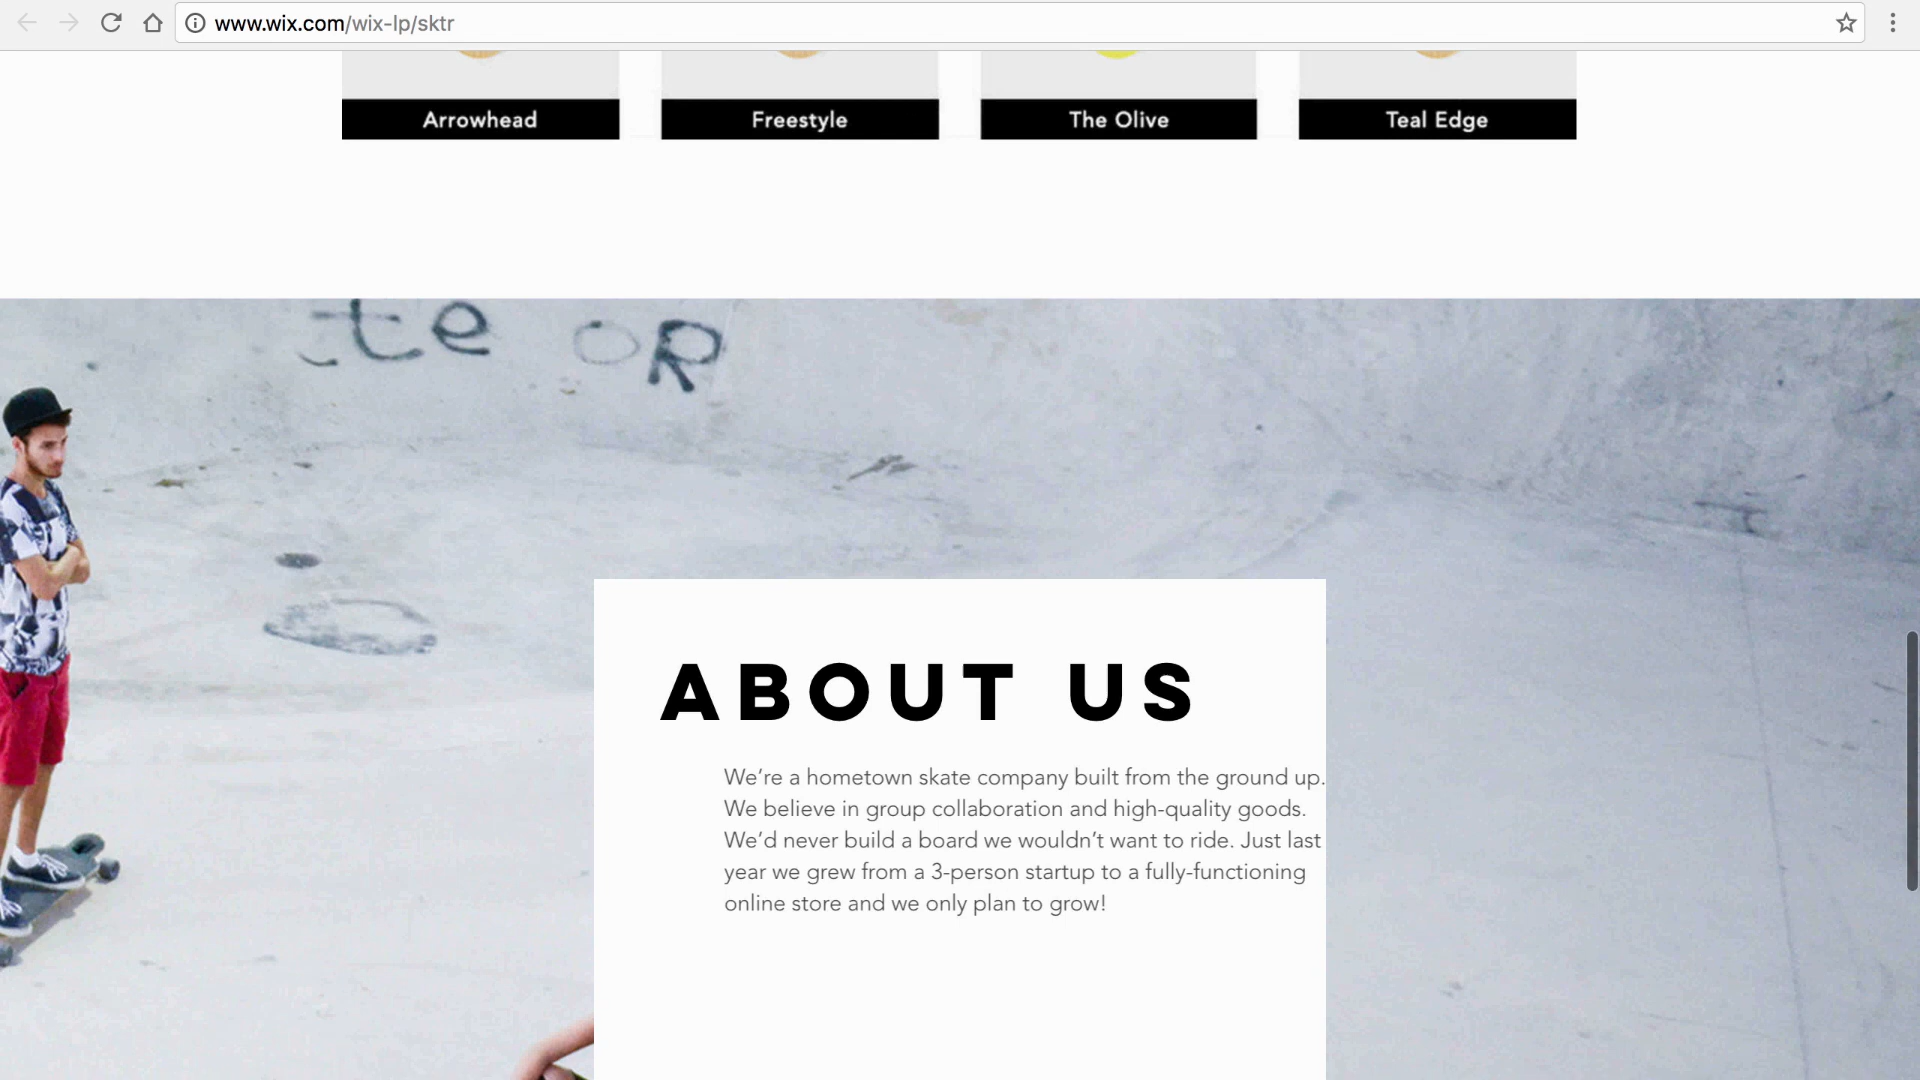 www.wix.com/wix-lp/sktr
Arrowhead
Freestyle
The Olive
Teal Edge
te OR
ABOUT US
We’re a hometown skate company built from the ground up.
We believe in group collaboration and high-quality goods.
We’d never build a board we wouldn’t want to ride. Just last
year we grew from a 3-person startup to a fully-functioning
online store and we only plan to grow!